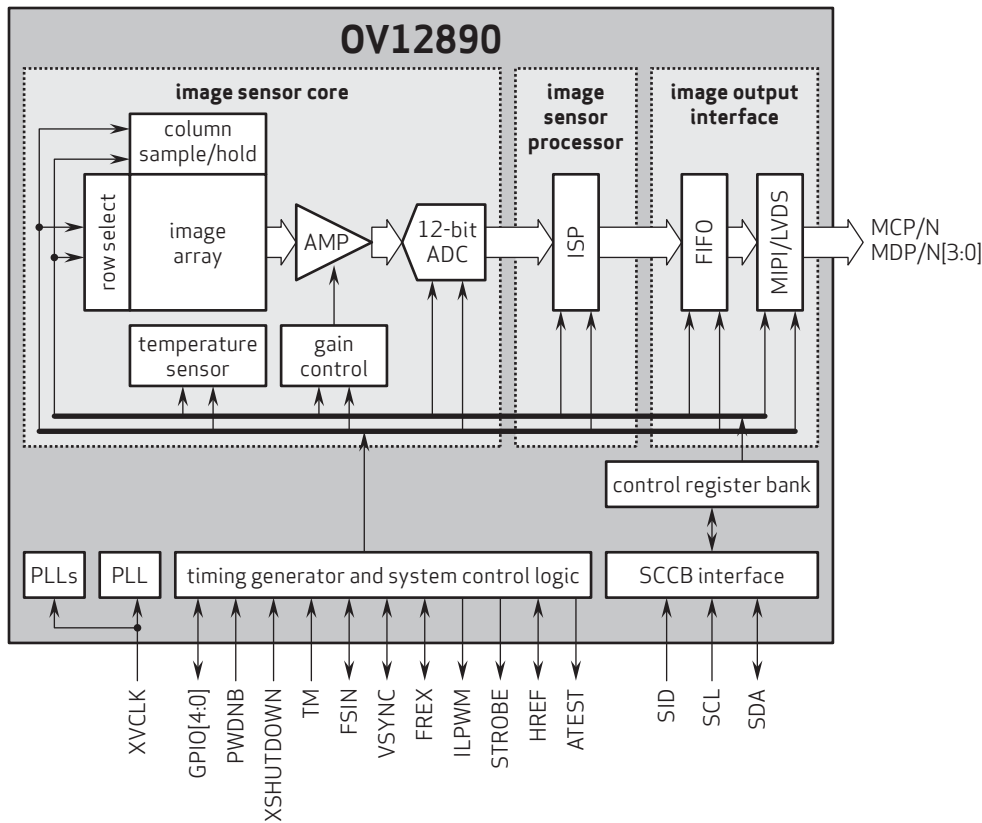 OV12890
image sensor core
image
sensor
processor
image output
interface
column
sample/hold
row select
image
array
AMP
12-bit
ADC
ISP
FIFO
MIPI/LVDS
MCP/N
MDP/N[3:0]
temperature
sensor
gain
control
control register bank
PLLs
PLL
timing generator and system control logic
SCCB interface
XVCLK
GPIO[4:0]
PWDNB
XSHUTDOWN
TM
FSIN
VSYNC
FREX
ILPWM
STROBE
HREF
ATEST
SID
SCL
SDA